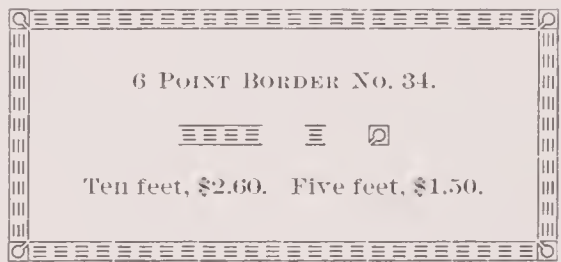 6 POINT BORDER NO. 34.
Ten feet, $2.60. Five feet, $1.50.